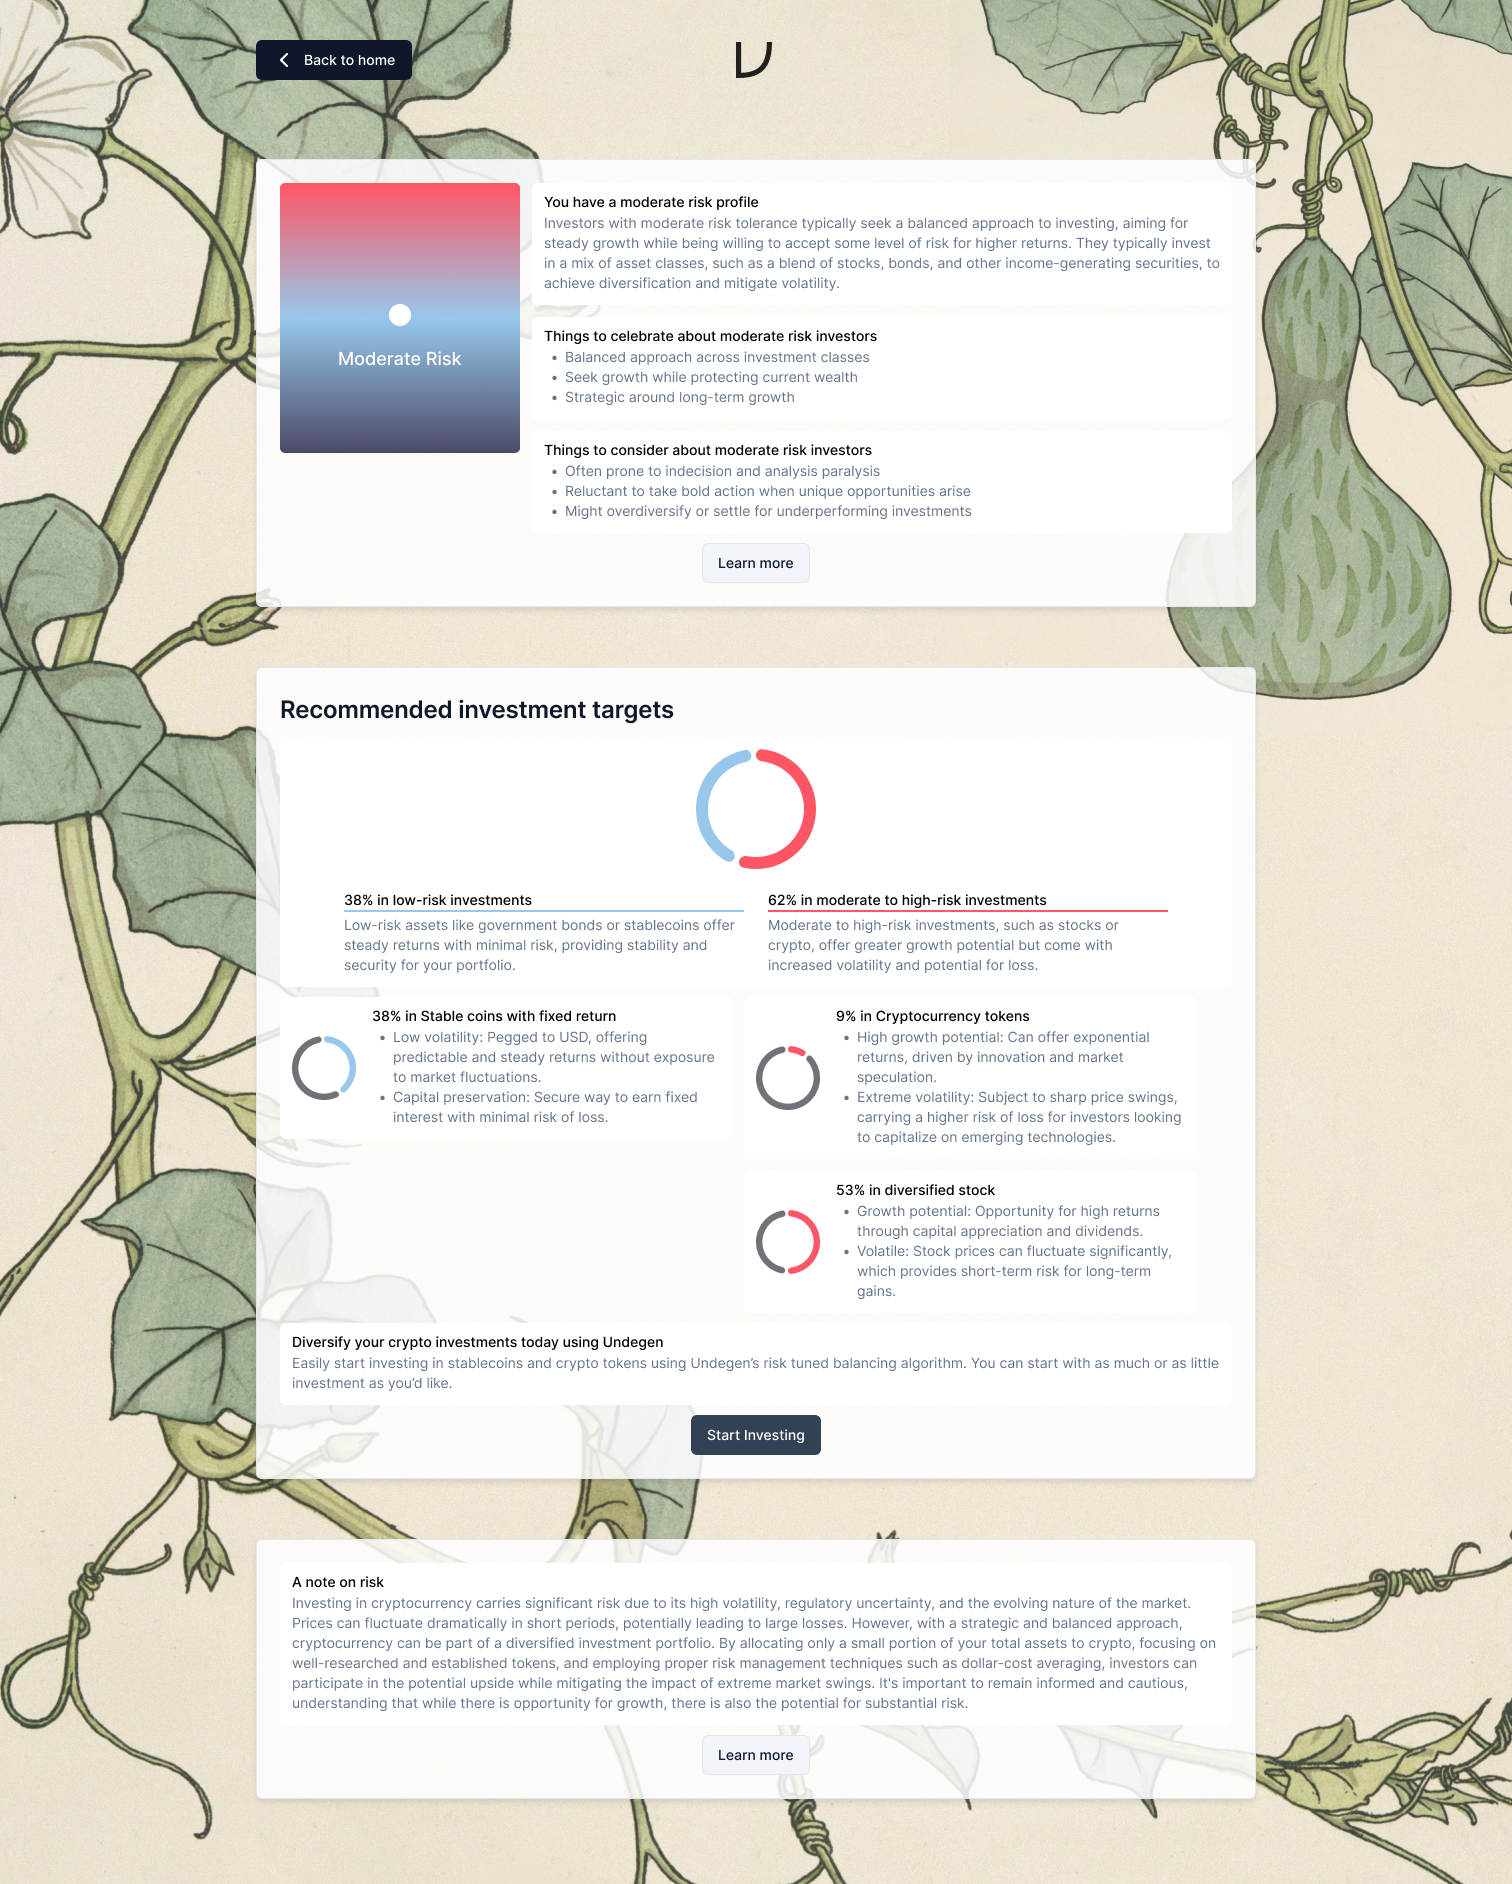 Back to home
Moderate Risk
You have a moderate risk profile
Investors with moderate risk tolerance typically seek a balanced approach to investing, aiming for
steady growth while being willing to accept some level of risk for higher returns. They typically invest
in a mix of asset classes, such as a blend of stocks, bonds, and other income-generating securities, to
achieve diversification and mitigate volatility.
Things to celebrate about moderate risk investors
• Balanced approach across investment classes
• Seek growth while protecting current wealth
• Strategic around long-term growth
Things to consider about moderate risk investors
• Often prone to indecision and analysis paralysis
• Reluctant to take bold action when unique opportunities arise
• Might overdiversify or settle for underperforming investments
Learn more
Recommended investment targets
38% in low-risk investments
Low-risk assets like government bonds or stablecoins offer
steady returns with minimal risk, providing stability and
security for your portfolio.
62% in moderate to high-risk investments
Moderate to high-risk investments, such as stocks or
crypto, offer greater growth potential but come with
increased volatility and potential for loss.
38% in Stable coins with fixed return
• Low volatility: Pegged to USD, offering
predictable and steady returns without exposure
to market fluctuations.
• Capital preservation: Secure way to earn fixed
interest with minimal risk of loss.
9% in Cryptocurrency tokens
• High growth potential: Can offer exponential
returns, driven by innovation and market
speculation.
• Extreme volatility: Subject to sharp price swings,
carrying a higher risk of loss for investors looking
to capitalize on emerging technologies.
53% in diversified stock
• Growth potential: Opportunity for high returns
through capital appreciation and dividends.
• Volatile: Stock prices can fluctuate significantly,
which provides short-term risk for long-term
gains.
Diversify your crypto investments today using Undegen
Easily start investing in stablecoins and crypto tokens using Undegen’s risk tuned balancing algorithm. You can start with as much or as little
investment as you’d like.
Start Investing
A note on risk
Investing in cryptocurrency carries significant risk due to its high volatility, regulatory uncertainty, and the evolving nature of the market.
Prices can fluctuate dramatically in short periods, potentially leading to large losses. However, with a strategic and balanced approach,
cryptocurrency can be part of a diversified investment portfolio. By allocating only a small portion of your total assets to crypto, focusing on
well-researched and established tokens, and employing proper risk management techniques such as dollar-cost averaging, investors can
participate in the potential upside while mitigating the impact of extreme market swings. It's important to remain informed and cautious,
understanding that while there is opportunity for growth, there is also the potential for substantial risk.
Learn more